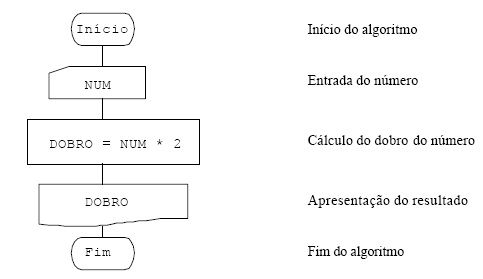 Início Início do algoritmo
NUM Entrada do número
DOBRO = NUM * 2 Cálculo do dobro do número
DOBRO Apresentação do resultado
Fim Fim do algoritmo